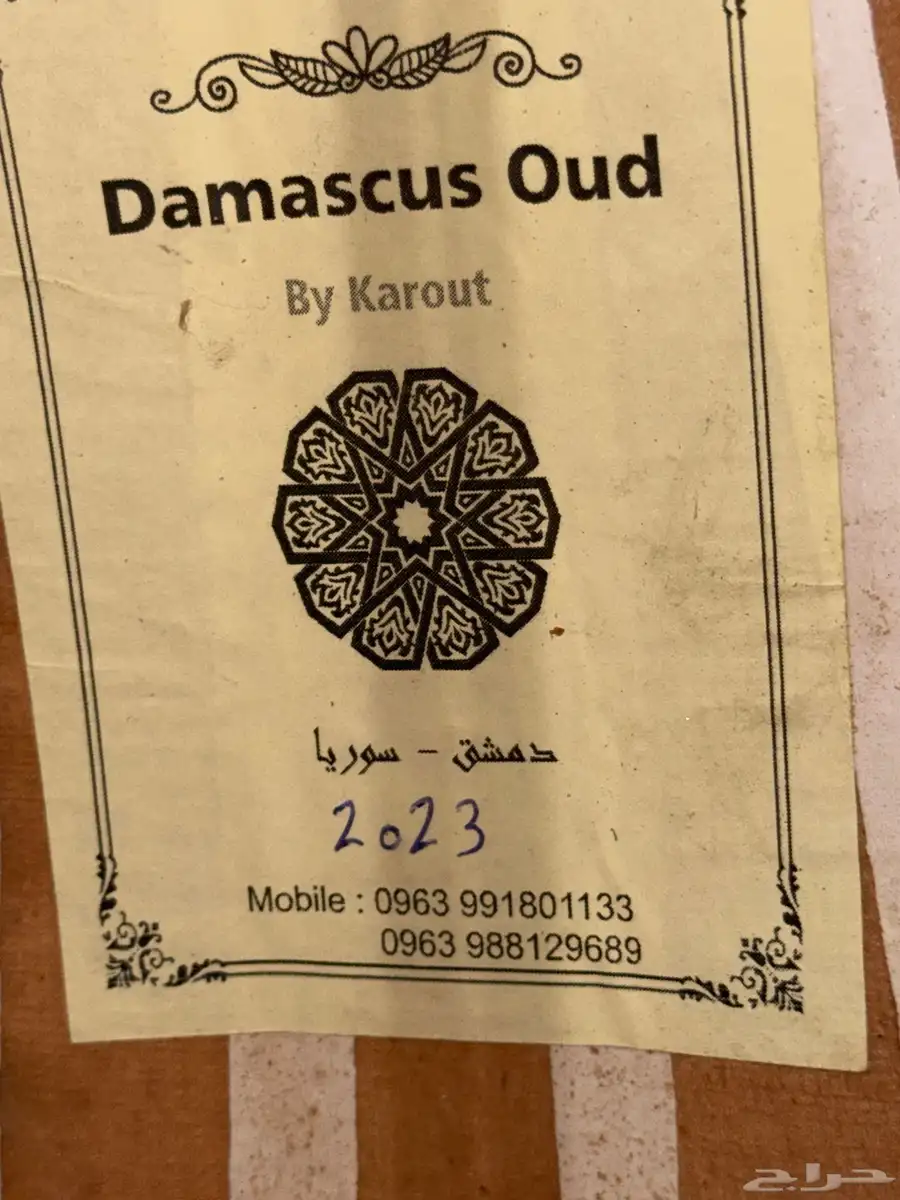 Damascus Oud
By Karout
دمشق - سوريا
2023
Mobile : 0963 991801133
0963 988129689
حراج